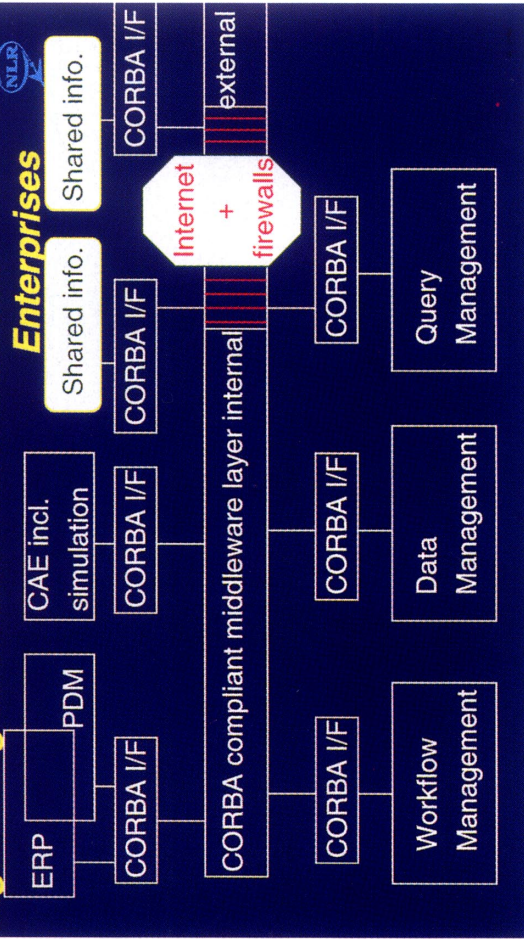 Enterprises
NLR
ERP
PDM
CAE incl.
simulation
Shared info.
Shared info.
CORBA I/F
CORBA I/F
CORBA I/F
CORBA I/F
CORBA compliant middleware layer internal
Internet
+
firewalls
external
CORBA I/F
CORBA I/F
CORBA I/F
Workflow
Management
Data
Management
Query
Management